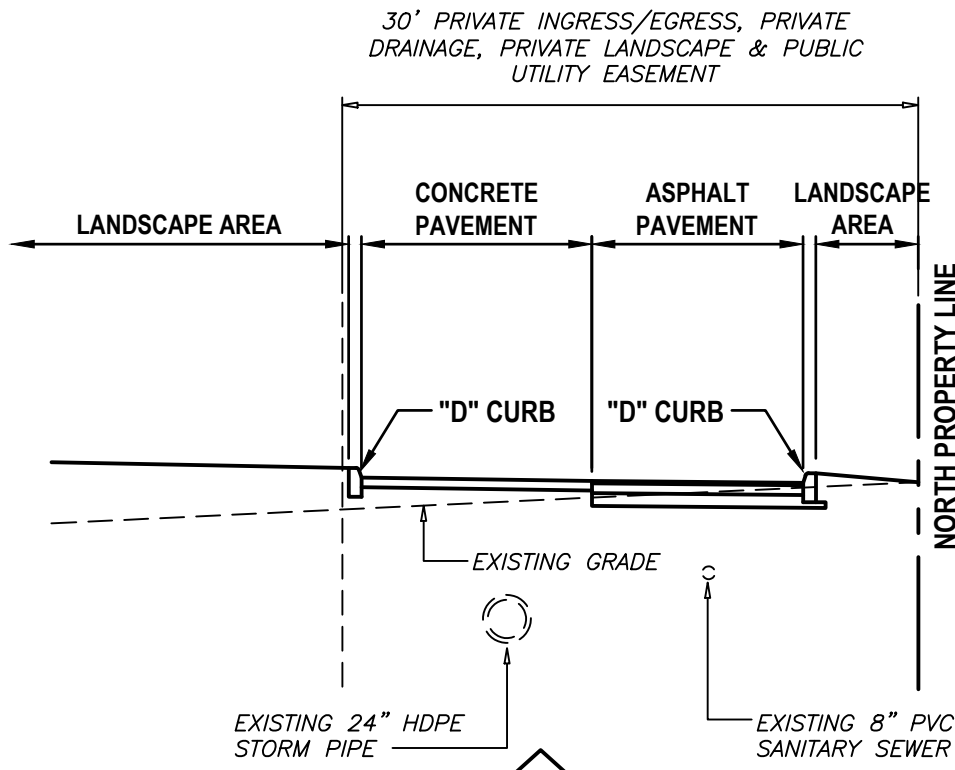 30' PRIVATE INGRESS/EGRESS, PRIVATE
DRAINAGE, PRIVATE LANDSCAPE & PUBLIC
UTILITY EASEMENT
LANDSCAPE AREA
CONCRETE
PAVEMENT
ASPHALT
PAVEMENT
LANDSCAPE
AREA
NORTH PROPERTY LINE
"D" CURB
"D" CURB
EXISTING GRADE
EXISTING 24" HDPE
STORM PIPE
EXISTING 8" PVC
SANITARY SEWER